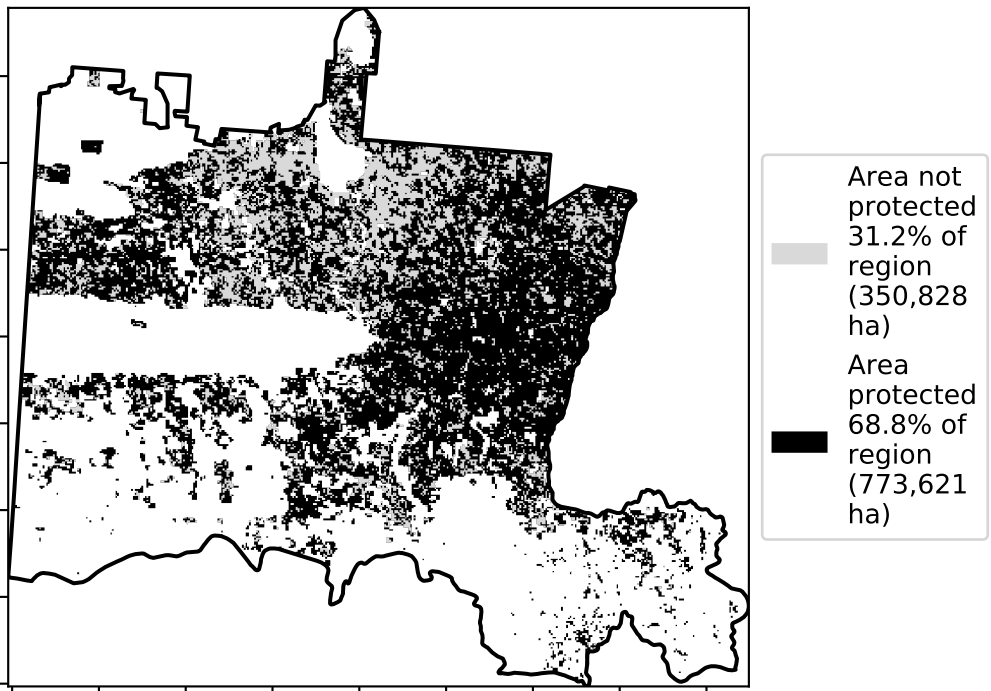 Area not
protected
31.2% of
region
(350,828
ha)
Area
protected
68.8% of
region
(773,621
ha)